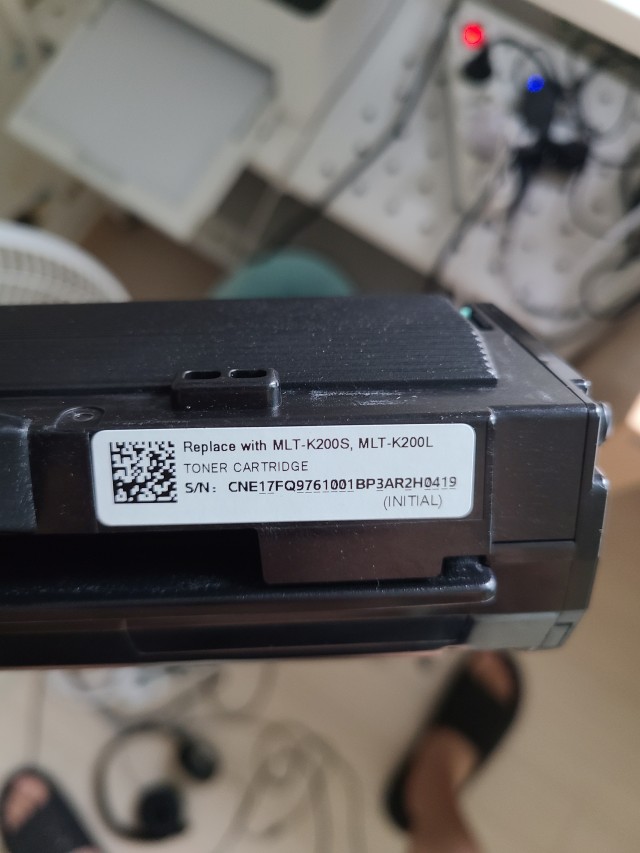 Replace with MLT-K200S, MLT-K200L
TONER CARTRIDGE
S/N: CNE17FQ9761001BP3AR2H0419
(INITIAL)